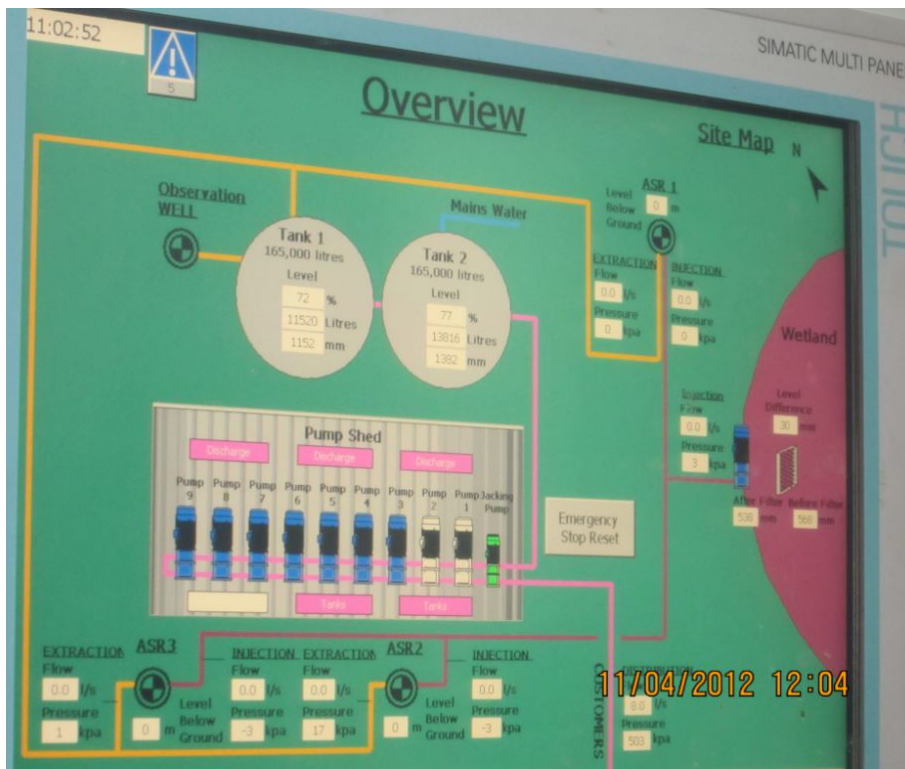 11:02:52
5
SIMATIC MULTI PANE
TOUCH
Overview
Site Map N
Observation
WELL
Tank 1
165,000 litres
Level
72 %
11520 Litres
1152 mm
Mains Water
Tank 2
165,000 litres
Level
77 %
13816 Litres
1382 mm
ASR 1
Level
Below
Ground
0 m
EXTRACTION
Flow
0.0 l/s
Pressure
0 kpa
INJECTION
Flow
0.0 l/s
Pressure
0 kpa
Wetland
Injection
Flow
0.0 l/s
Pressure
3 kpa
Level
Difference
30 mm
After Filter
538 mm
Before Filter
568 mm
Pump Shed
Discharge
Discharge
Discharge
Pump
9
Pump
8
Pump
7
Pump
6
Pump
5
Pump
4
Pump
3
Pump
2
Pump
1
Jacking
Pump
Tanks
Tanks
Emergency
Stop Reset
EXTRACTION
Flow
0.0 l/s
Pressure
1 kpa
ASR3
0 m
Level
Below
Ground
INJECTION
Flow
0.0 l/s
Pressure
-3 kpa
EXTRACTION
Flow
0.0 l/s
Pressure
17 kpa
ASR2
0 m
Level
Below
Ground
INJECTION
Flow
0.0 l/s
Pressure
-3 kpa
CUSTOMERS
DISTRIBUTION
8.0 l/s
Pressure
503 kpa
11/04/2012 12:04